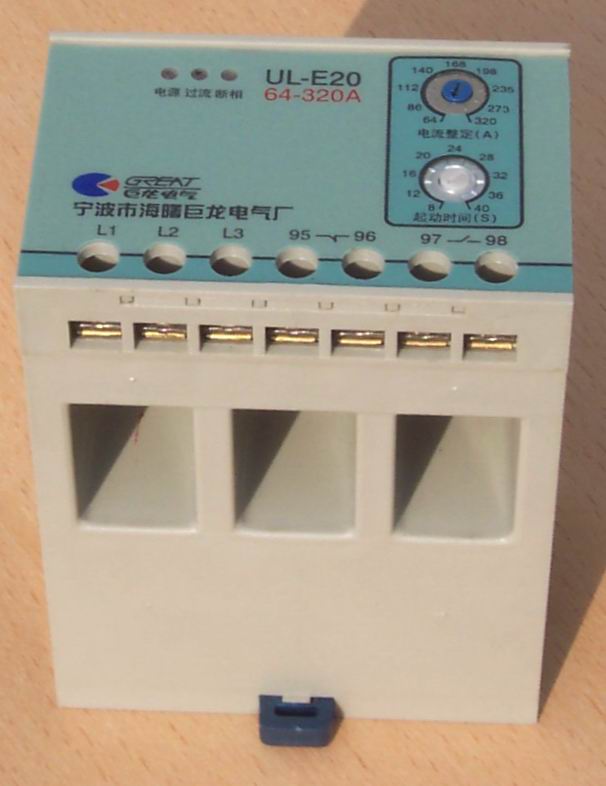 UL-E20
64-320A
电源 过流 断相
168
140 198
112 235
86 273
64 320
电流整定(A)
24
20 28
16 32
12 36
8 40
起动时间(S)
GREAT
巨龙电气
宁波市海曙巨龙电气厂
L1 L2 L3 95 96 97 98